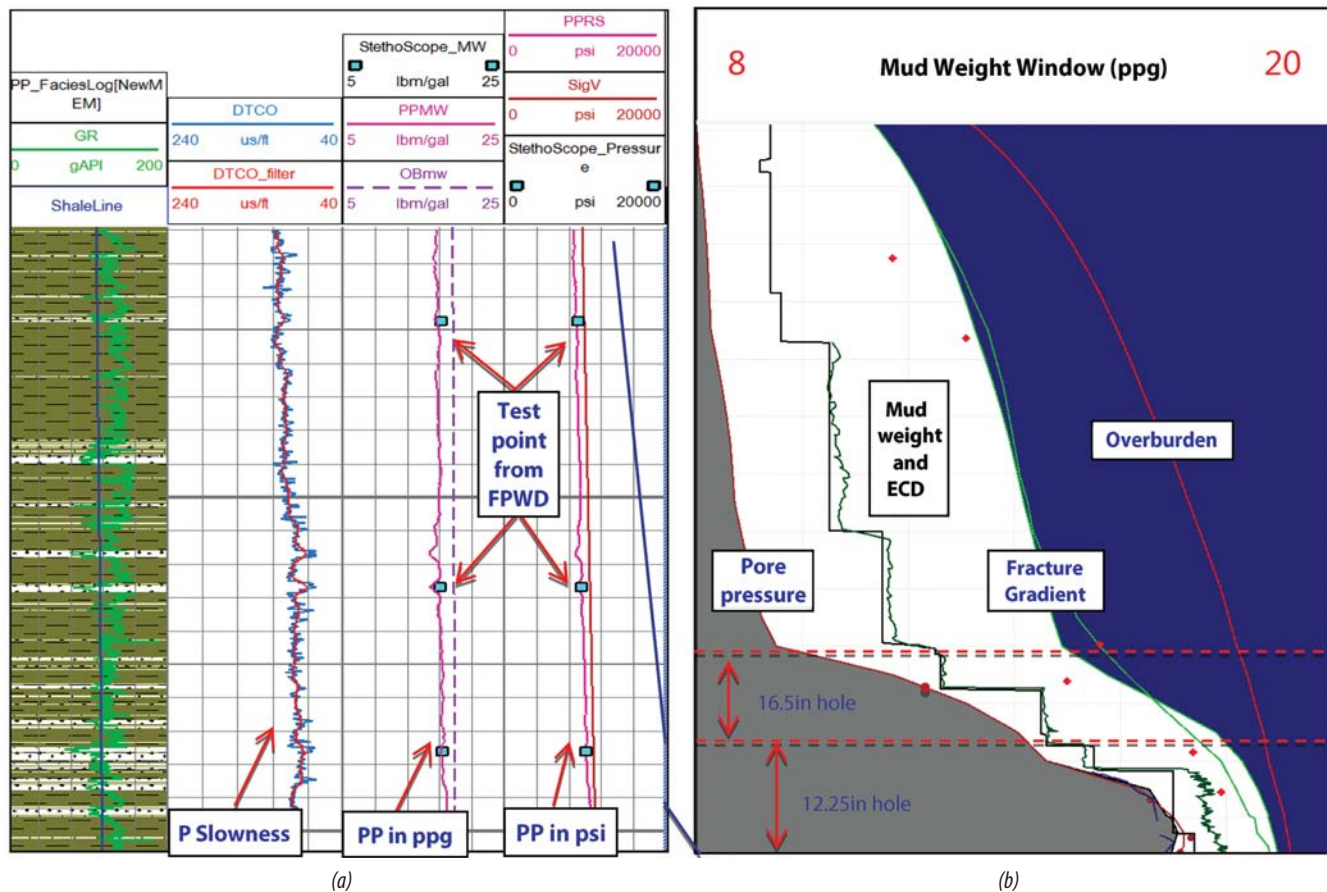 PP_FaciesLog[NewM
EM]
GR
0 gAPI 200
ShaleLine
DTCO
240 us/ft 40
DTCO_filter
240 us/ft 40
StethoScope_MW
5 lbm/gal 25
PPMW
5 lbm/gal 25
OBmw
5 lbm/gal 25
PPRS
0 psi 20000
SigV
0 psi 20000
StethoScope_Pressur
e
0 psi 20000
Test
point
from
FPWD
P Slowness
PP in ppg
PP in psi
(a)
8 Mud Weight Window (ppg) 20
Mud
weight
and
ECD
Overburden
Pore
pressure
Fracture
Gradient
16.5in hole
12.25in hole
(b)